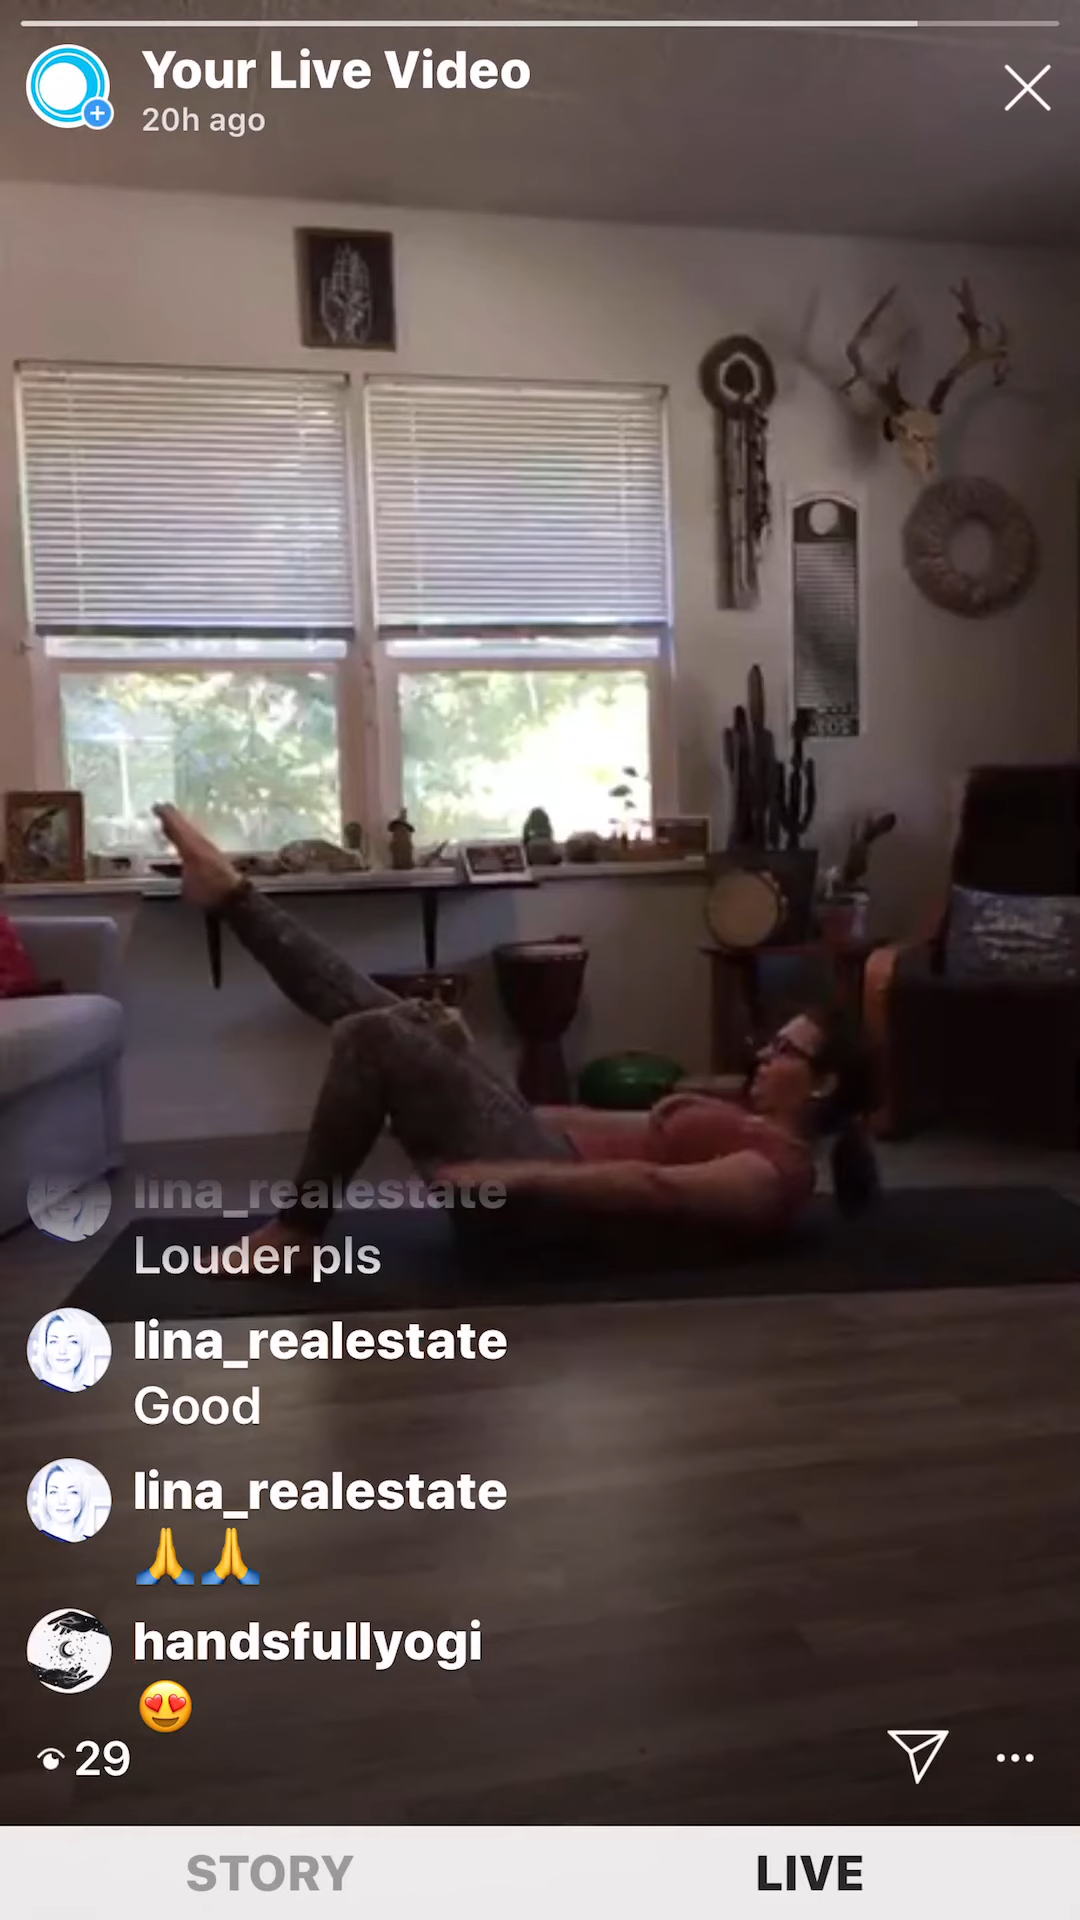 Your Live Video
20h ago
lina_realestate
Louder pls
lina_realestate
Good
lina_realestate
🙏🙏
handsfullyogi
😍
29
STORY
LIVE